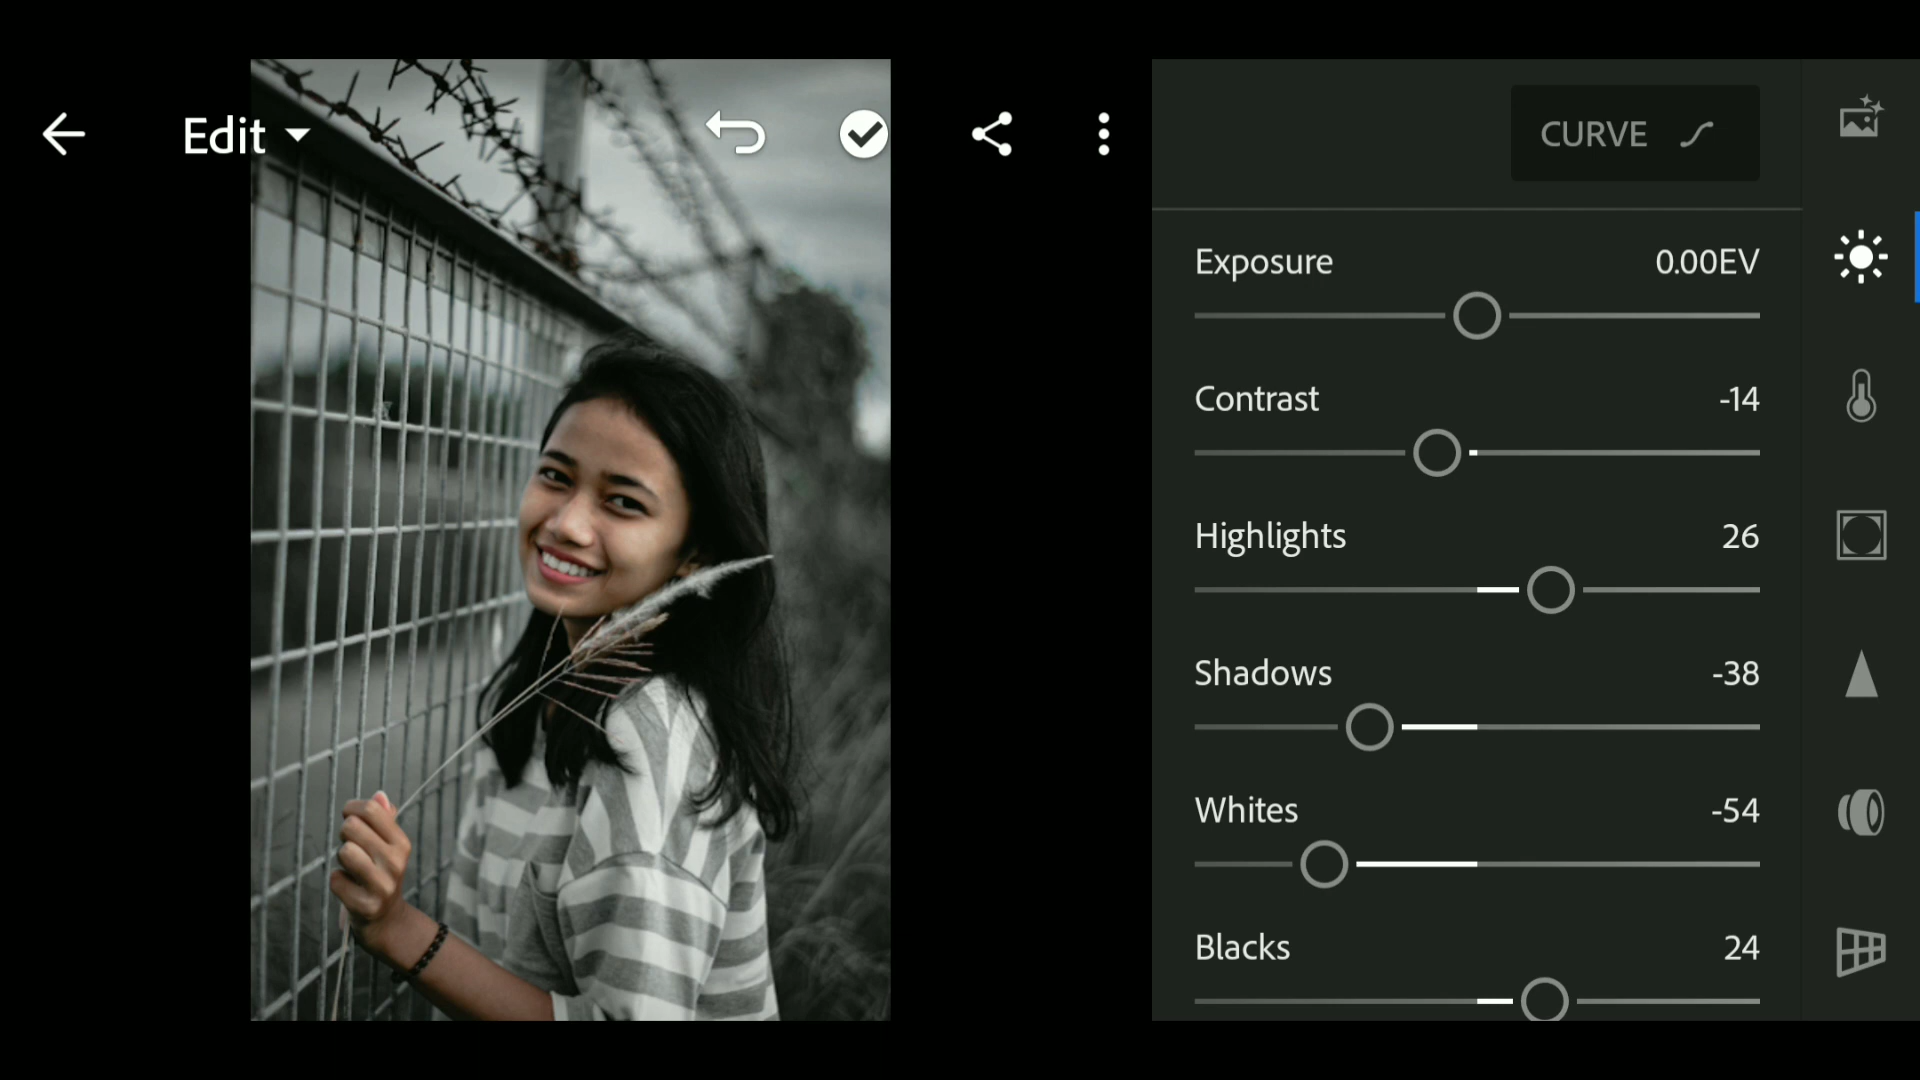 Edit
CURVE
Exposure 0.00EV
Contrast -14
Highlights 26
Shadows -38
Whites -54
Blacks 24